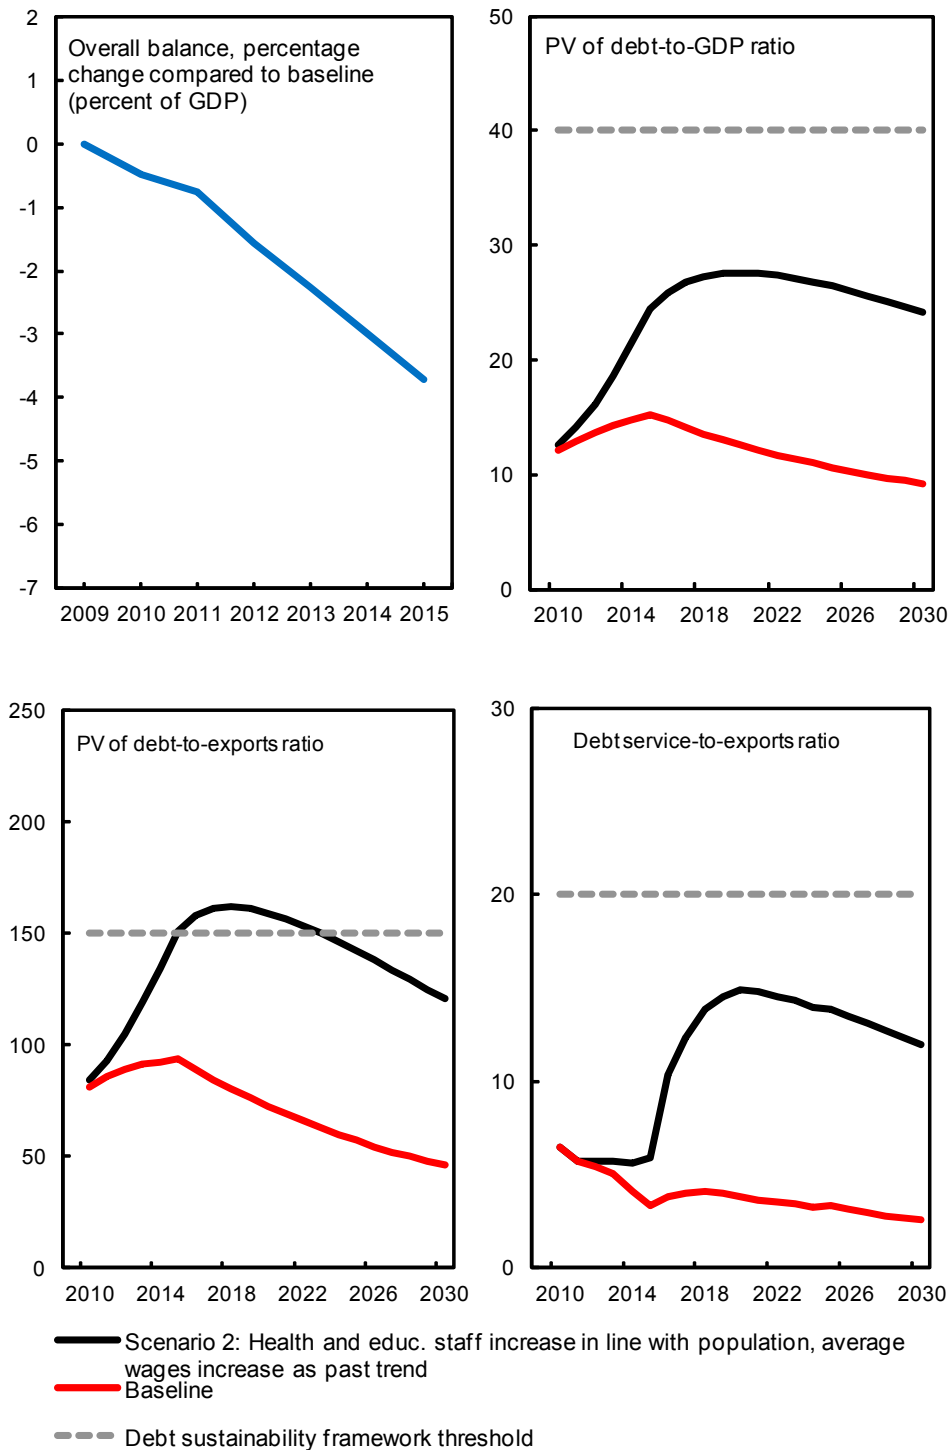 Overall balance, percentage
change compared to baseline
(percent of GDP)
2
1
0
-1
-2
-3
-4
-5
-6
-7
2009 2010 2011 2012 2013 2014 2015
PV of debt-to-GDP ratio
50
40
30
20
10
0
2010 2014 2018 2022 2026 2030
PV of debt-to-exports ratio
250
200
150
100
50
0
2010 2014 2018 2022 2026 2030
Debt service-to-exports ratio
30
20
10
0
2010 2014 2018 2022 2026 2030
Scenario 2: Health and educ. staff increase in line with population, average
wages increase as past trend
Baseline
Debt sustainability framework threshold